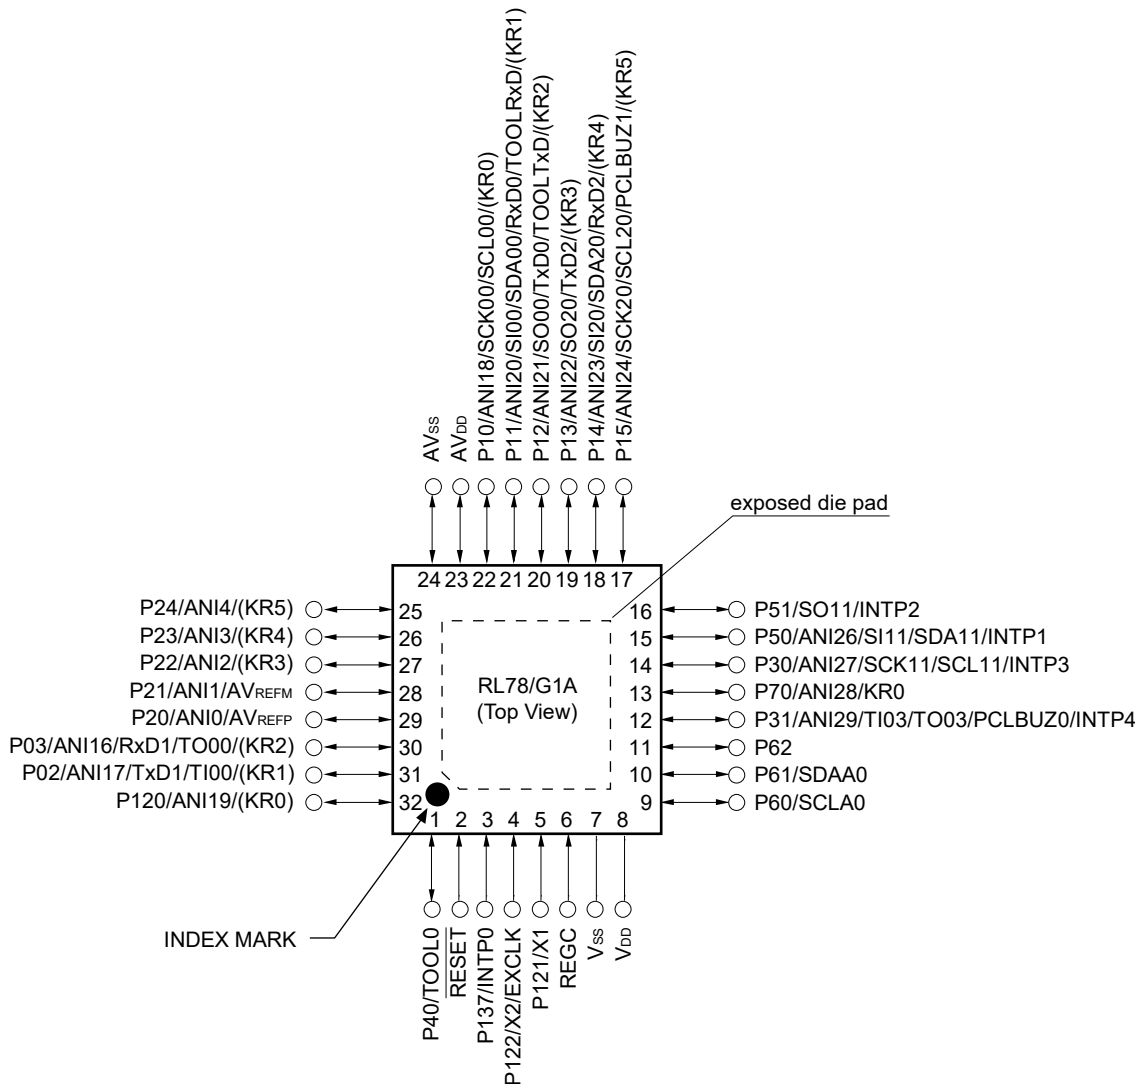 P10/ANI18/SCK00/SCL00/(KR0)
P11/ANI20/SI00/SDA00/RxD0/TOOLRxD/(KR1)
P12/ANI21/SO00/TxD0/TOOLTxD/(KR2)
P13/ANI22/SO20/TxD2/(KR3)
P14/ANI23/SI20/SDA20/RxD2/(KR4)
P15/ANI24/SCK20/SCL20/PCLBUZ1/(KR5)
AVSS
AVDD
exposed die pad
24 23 22 21 20 19 18 17
P24/ANI4/(KR5) 25
P23/ANI3/(KR4) 26
P22/ANI2/(KR3) 27
P21/ANI1/AVREFM 28
P20/ANI0/AVREFP 29
P03/ANI16/RxD1/TO00/(KR2) 30
P02/ANI17/TxD1/TI00/(KR1) 31
P120/ANI19/(KR0) 32
RL78/G1A
(Top View)
16 P51/SO11/INTP2
15 P50/ANI26/SI11/SDA11/INTP1
14 P30/ANI27/SCK11/SCL11/INTP3
13 P70/ANI28/KR0
12 P31/ANI29/TI03/TO03/PCLBUZ0/INTP4
11 P62
10 P61/SDAA0
9 P60/SCLA0
1 2 3 4 5 6 7 8
INDEX MARK
P40/TOOL0
RESET
P137/INTP0
P122/X2/EXCLK
P121/X1
REGC
VSS
VDD